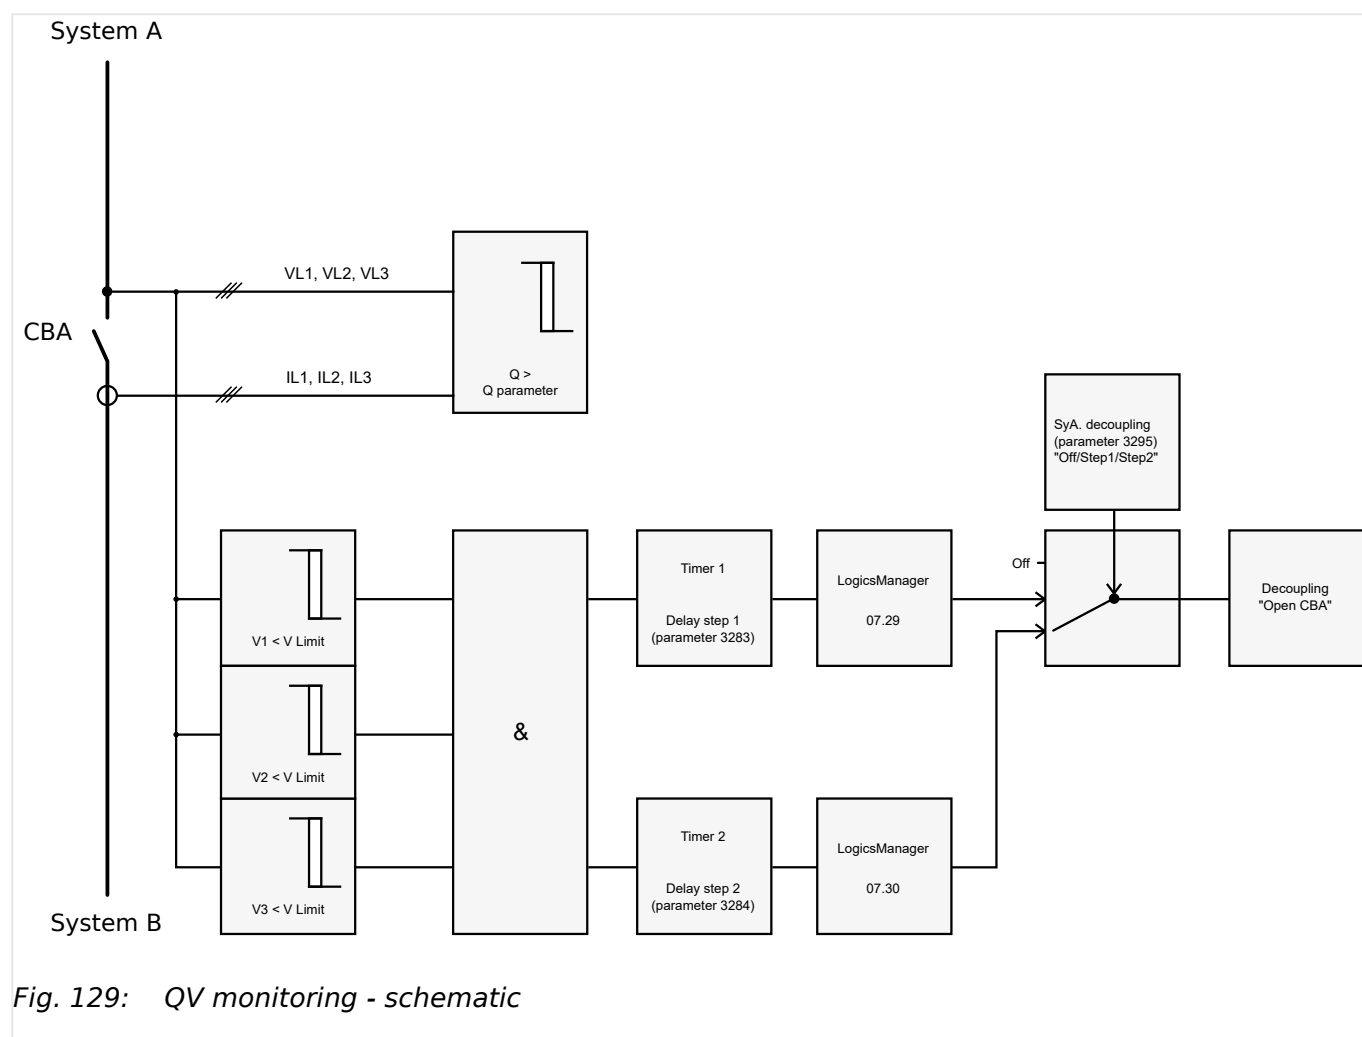 System A
VL1, VL2, VL3
CBA
IL1, IL2, IL3
Q >
Q parameter
SyA. decoupling
(parameter 3295)
"Off/Step1/Step2"
V1 < V Limit
V2 < V Limit
V3 < V Limit
&
Timer 1
Delay step 1
(parameter 3283)
LogicsManager
07.29
Off
Decoupling
"Open CBA"
Timer 2
Delay step 2
(parameter 3284)
LogicsManager
07.30
System B
Fig. 129: QV monitoring - schematic